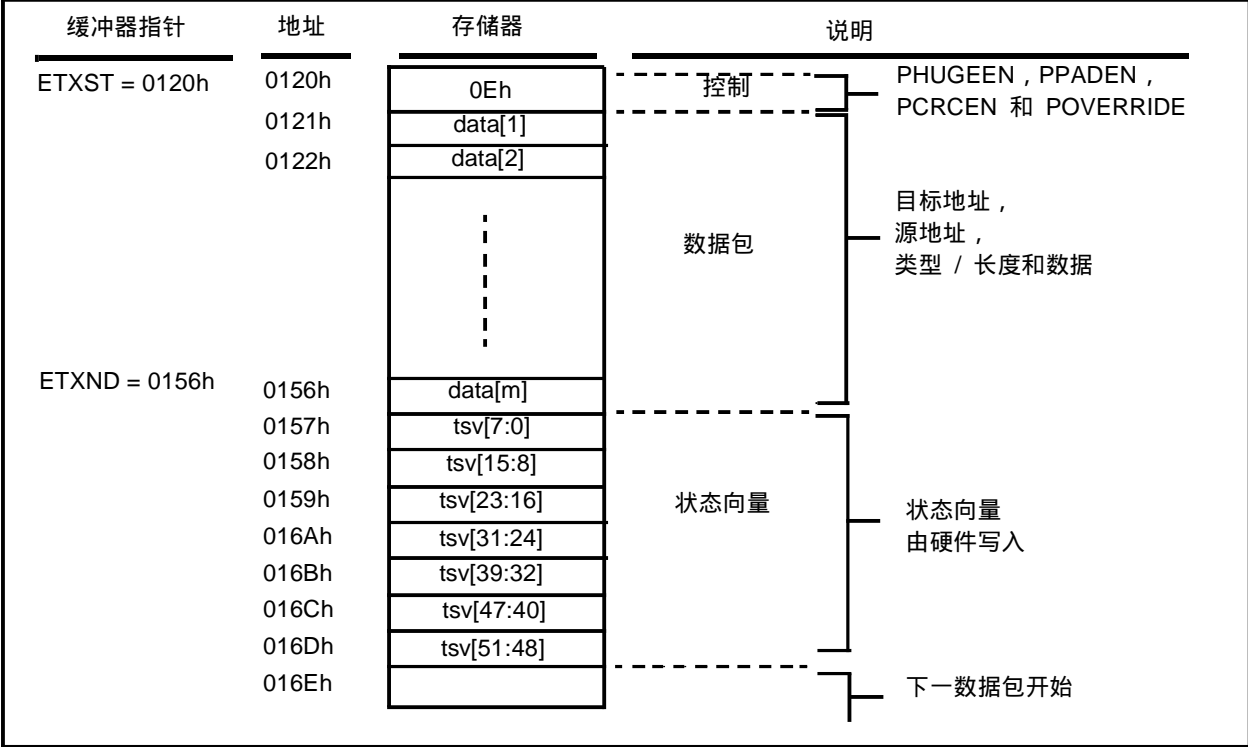 缓冲器指针 地址 存储器 说明
ETXST = 0120h 0120h 0Eh 控制 PHUGEEN , PPADEN ,
PCRCEN 和 POVERRIDE
0121h data[1]
0122h data[2]
目标地址 ,
源地址 ,
类型 / 长度和数据
数据包
ETXND = 0156h 0156h data[m]
0157h tsv[7:0]
0158h tsv[15:8]
0159h tsv[23:16] 状态向量 状态向量
由硬件写入
016Ah tsv[31:24]
016Bh tsv[39:32]
016Ch tsv[47:40]
016Dh tsv[51:48]
016Eh 下一数据包开始